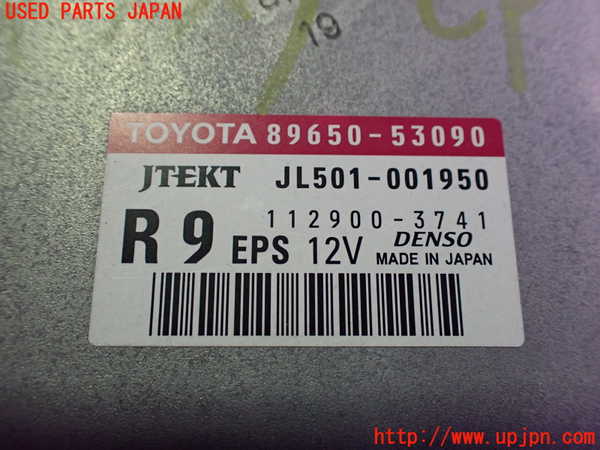 USED PARTS JAPAN
19
TOYOTA 89650-53090
JTEKT JL501-001950
R9 EPS 12V 112900-3741
DENSO
MADE IN JAPAN
http://www.upjpn.com/